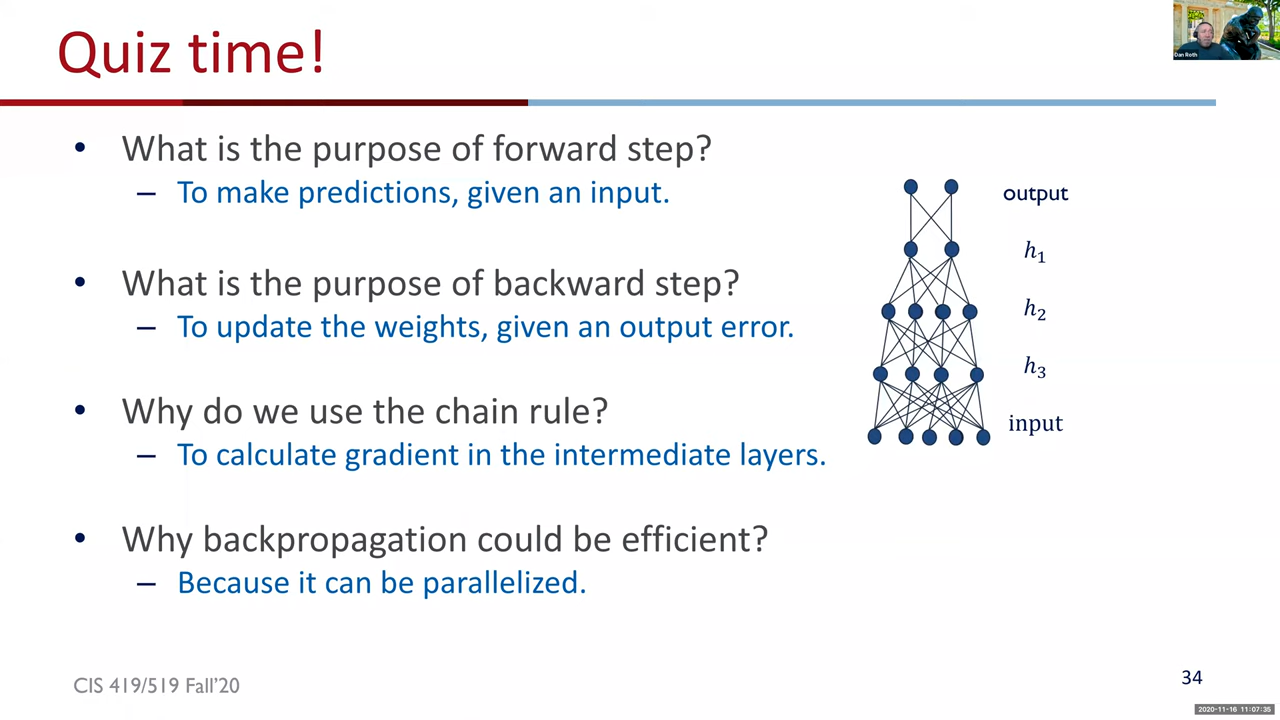 Quiz time!
Dan Roth
• What is the purpose of forward step?
– To make predictions, given an input.
• What is the purpose of backward step?
– To update the weights, given an output error.
• Why do we use the chain rule?
– To calculate gradient in the intermediate layers.
• Why backpropagation could be efficient?
– Because it can be parallelized.
output
h₁
h₂
h₃
input
CIS 419/519 Fall’20
34
2020-11-16 11:07:35